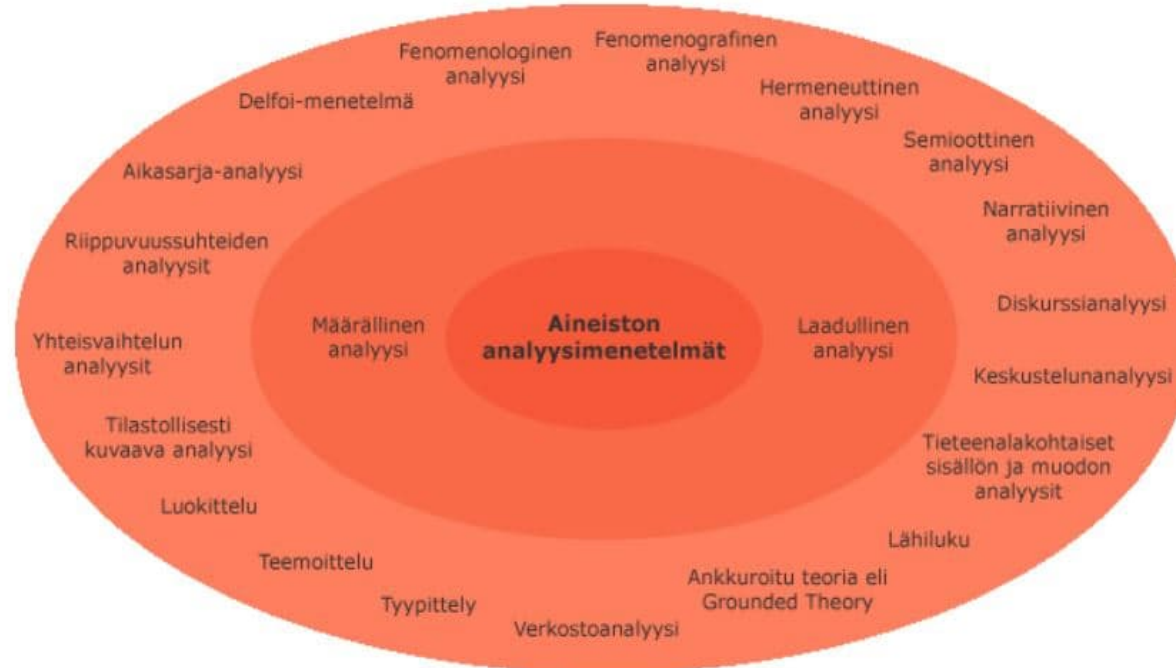 Fenomenologinen
analyysi
Fenomenografinen
analyysi
Hermeneuttinen
analyysi
Semioottinen
analyysi
Narratiivinen
analyysi
Diskurssianalyysi
Keskustelunanalyysi
Tieteenalakohtaiset
sisällön ja muodon
analyysit
Lähiluku
Ankkuroitu teoria eli
Grounded Theory
Verkostoanalyysi
Tyypittely
Teemoittelu
Luokittelu
Tilastollisesti
kuvaava analyysi
Yhteisvaihtelun
analyysit
Riippuvuussuhteiden
analyysit
Aikasarja-analyysi
Delfoi-menetelmä
Määrällinen
analyysi
Aineiston
analyysimenetelmät
Laadullinen
analyysi